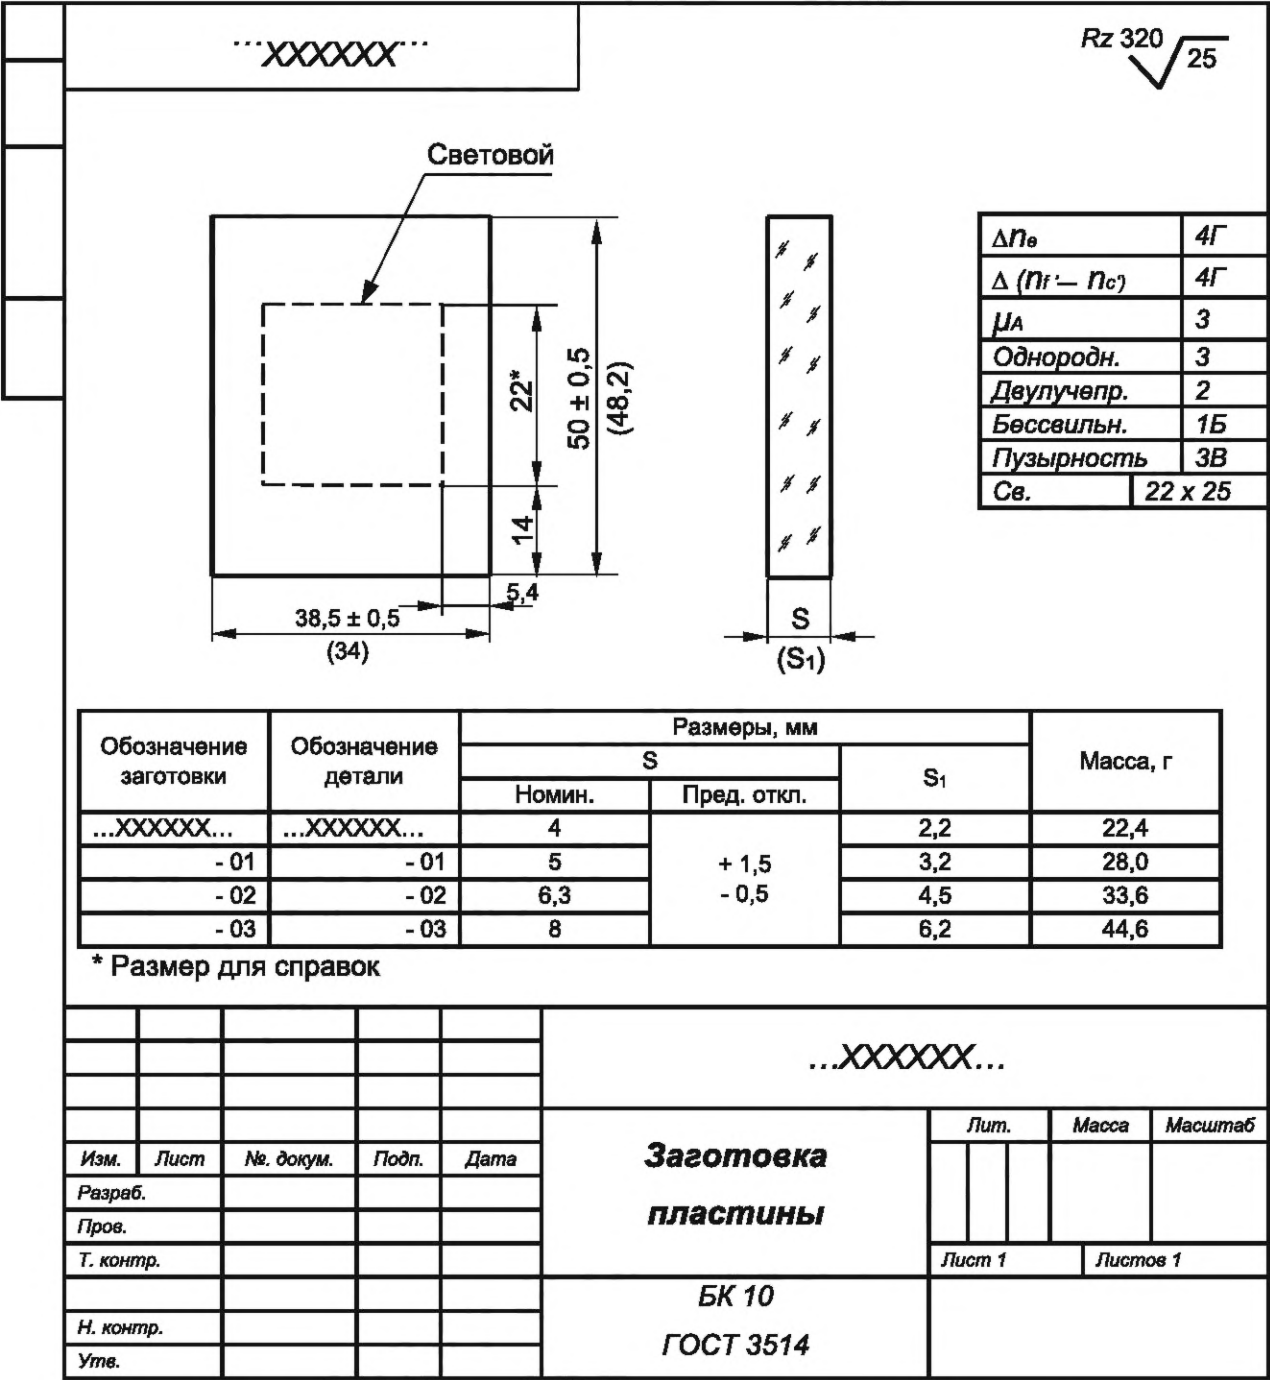 ...XXXXXX...
Rz 320
25
Световой
22*
14
50 ± 0,5
(48,2)
5,4
38,5 ± 0,5
(34)
S
(S₁)
Δnₑ 4Г
Δ (nf' — nc') 4Г
μA 3
Однородн. 3
Двулучепр. 2
Бессвильн. 1Б
Пузырность 3В
Св. 22 x 25
Обозначение заготовки
Обозначение детали
Размеры, мм
S
Номин.
Пред. откл.
S₁
Масса, г
...XXXXXX... ...XXXXXX... 4 2,2 22,4
- 01 - 01 5 + 1,5 3,2 28,0
- 02 - 02 6,3 - 0,5 4,5 33,6
- 03 - 03 8 6,2 44,6
* Размер для справок
...XXXXXX...
Изм. Лист №. докум. Подп. Дата
Разраб.
Пров.
Т. контр.
Н. контр.
Утв.
Заготовка
пластины
Лит. Масса Масштаб
Лист 1 Листов 1
БК 10
ГОСТ 3514